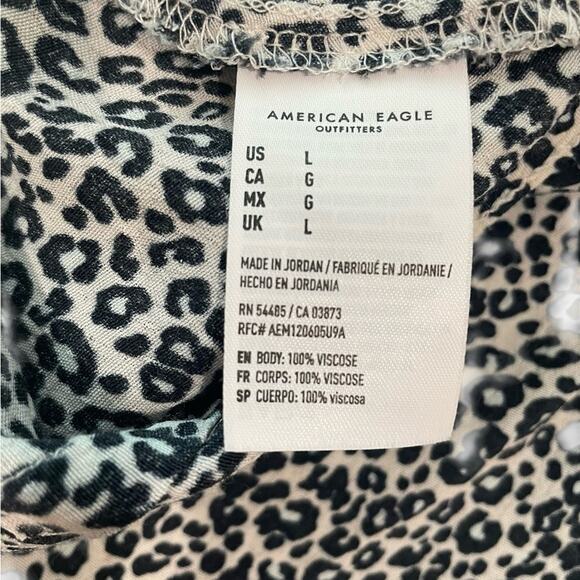 AMERICAN EAGLE
OUTFITTERS
US L
CA G
MX G
UK L
MADE IN JORDAN / FABRIQUÉ EN JORDANIE /
HECHO EN JORDANIA
RN 54485 / CA 03873
RFC# AEM120605U9A
EN BODY: 100% VISCOSE
FR CORPS: 100% VISCOSE
SP CUERPO: 100% viscosa